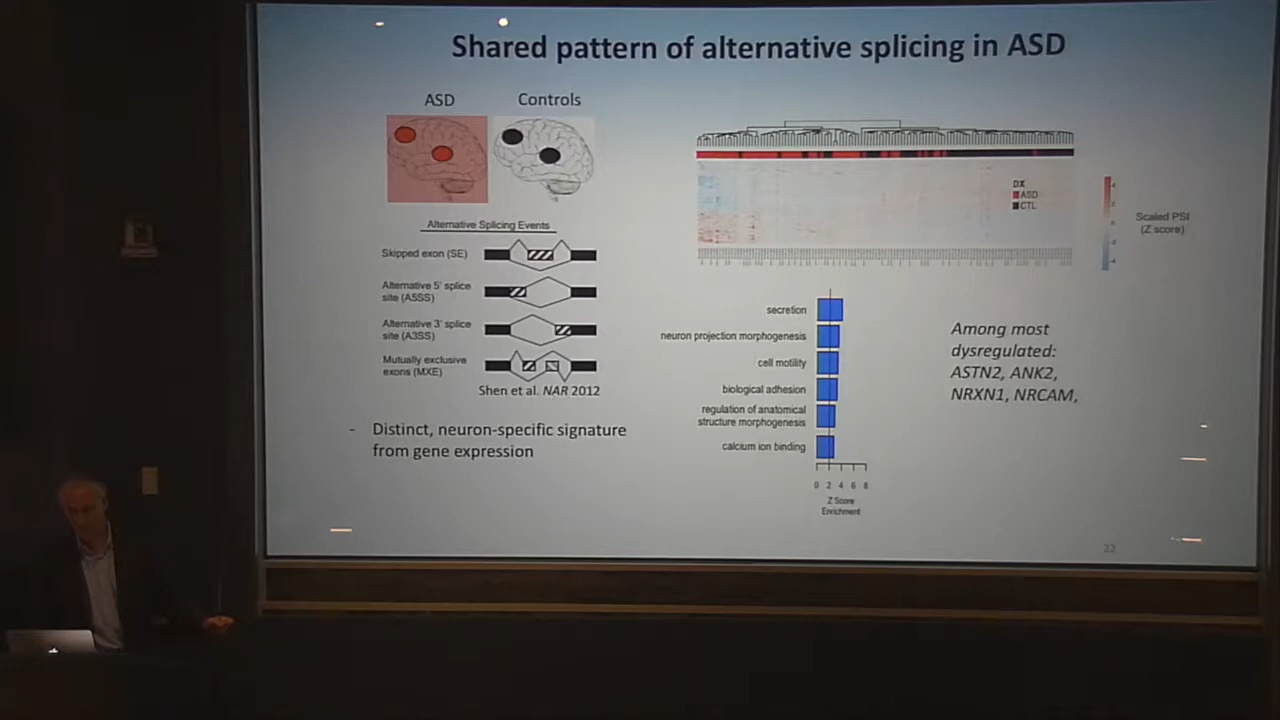 Shared pattern of alternative splicing in ASD
ASD
Controls
Alternative Splicing Events
Skipped exon (SE)
Alternative 5' splice
site (A5SS)
Alternative 3' splice
site (A3SS)
Mutually exclusive
exons (MXE)
Shen et al. NAR 2012
- Distinct, neuron-specific signature
from gene expression
DX
ASD
CTL
Scaled PSI
(Z score)
secretion
neuron projection morphogenesis
cell motility
biological adhesion
regulation of anatomical
structure morphogenesis
calcium ion binding
0 2 4 6 8
Z Score
Enrichment
Among most
dysregulated:
ASTN2, ANK2,
NRXN1, NRCAM,
22